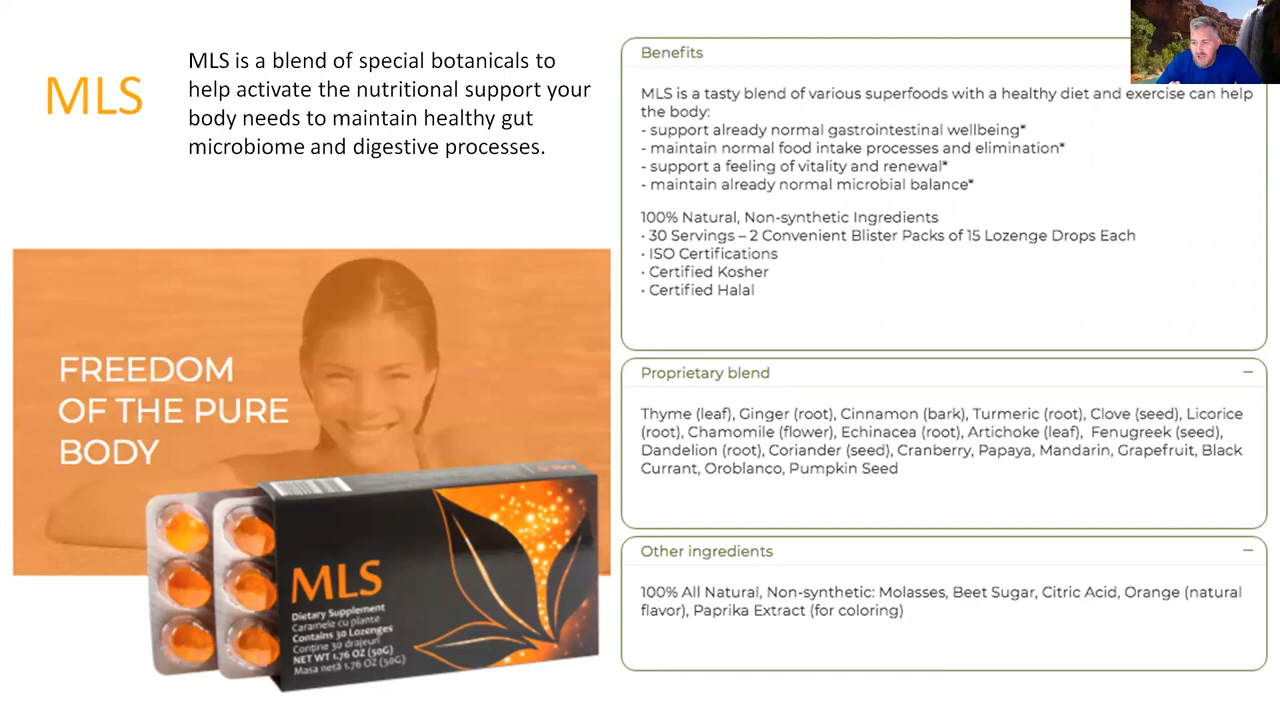 MLS
MLS is a blend of special botanicals to
help activate the nutritional support your
body needs to maintain healthy gut
microbiome and digestive processes.
FREEDOM
OF THE PURE
BODY
MLS
Dietary Supplement
Caramele cu plante
Contains 30 Lozenges
Conține 30 drajeuri
NET WT 1.76 OZ (50G)
Masa netă 1.76 OZ (50G)
Benefits
MLS is a tasty blend of various superfoods with a healthy diet and exercise can help
the body:
- support already normal gastrointestinal wellbeing*
- maintain normal food intake processes and elimination*
- support a feeling of vitality and renewal*
- maintain already normal microbial balance*
100% Natural, Non-synthetic Ingredients
• 30 Servings – 2 Convenient Blister Packs of 15 Lozenge Drops Each
• ISO Certifications
• Certified Kosher
• Certified Halal
Proprietary blend
Thyme (leaf), Ginger (root), Cinnamon (bark), Turmeric (root), Clove (seed), Licorice
(root), Chamomile (flower), Echinacea (root), Artichoke (leaf), Fenugreek (seed),
Dandelion (root), Coriander (seed), Cranberry, Papaya, Mandarin, Grapefruit, Black
Currant, Oroblanco, Pumpkin Seed
Other ingredients
100% All Natural, Non-synthetic: Molasses, Beet Sugar, Citric Acid, Orange (natural
flavor), Paprika Extract (for coloring)